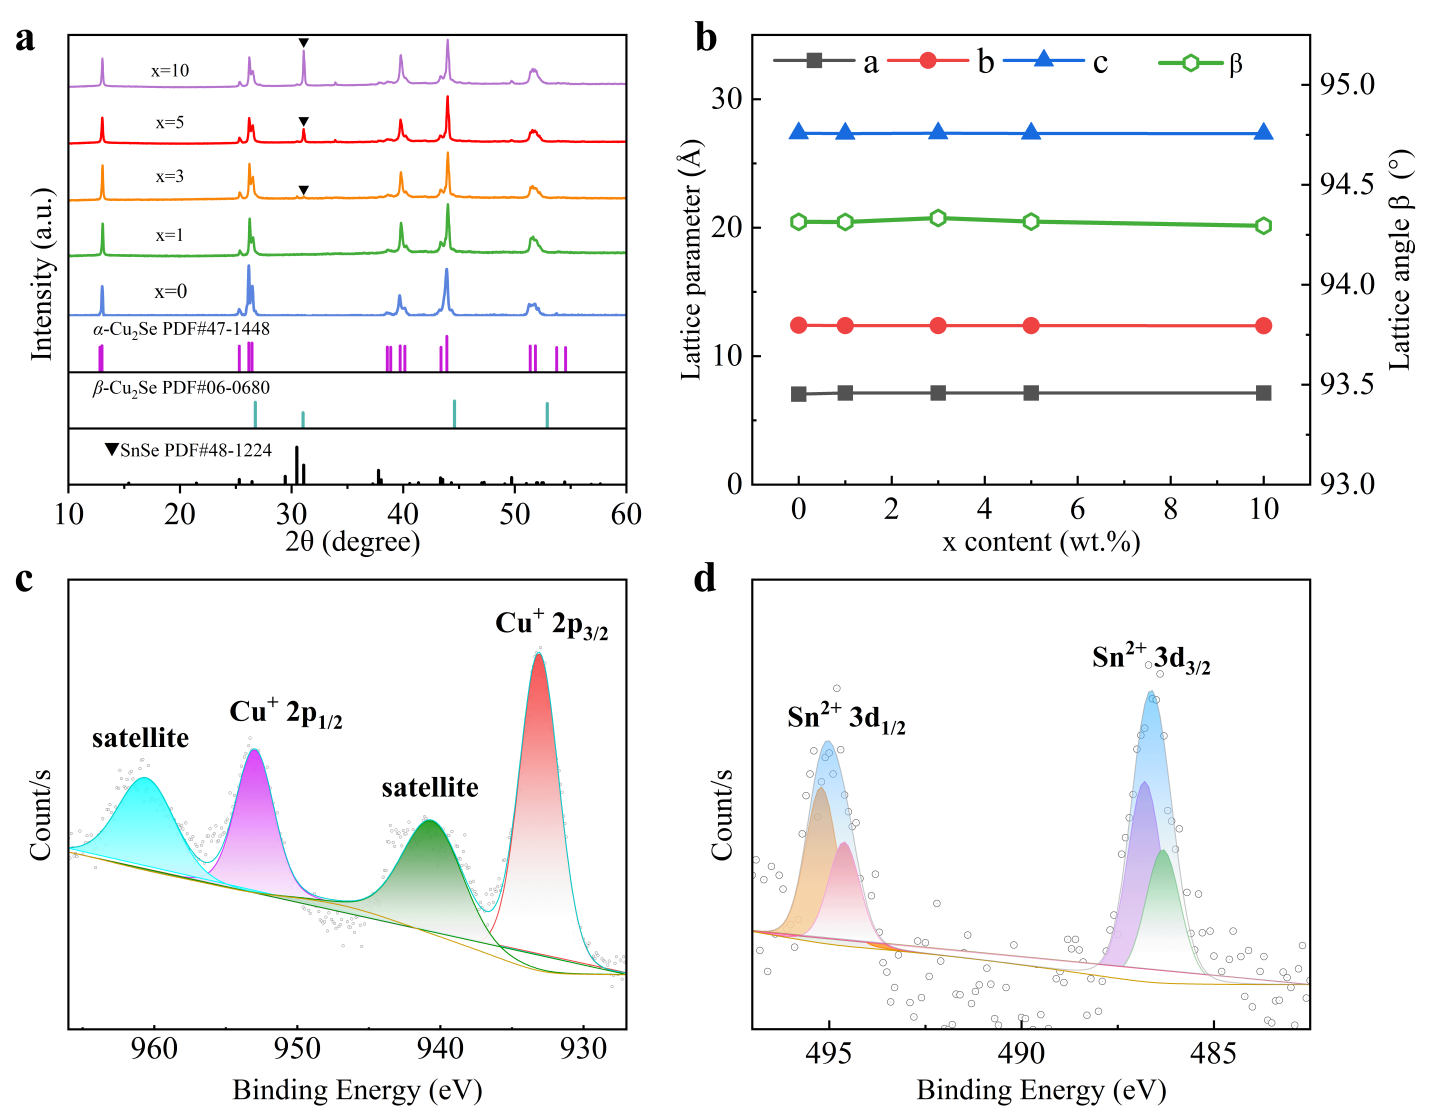 a
x=10
x=5
x=3
x=1
x=0
α-Cu₂Se PDF#47-1448
β-Cu₂Se PDF#06-0680
▼SnSe PDF#48-1224
Intensity (a.u.)
10 20 30 40 50 60
2θ (degree)
b
a b c β
30
20
10
0
Lattice parameter (Å)
95.0
94.5
94.0
93.5
93.0
Lattice angle β (°)
0 2 4 6 8 10
x content (wt.%)
c
Cu⁺ 2p₃/₂
Cu⁺ 2p₁/₂
satellite
satellite
Count/s
960 950 940 930
Binding Energy (eV)
d
Sn²⁺ 3d₃/₂
Sn²⁺ 3d₁/₂
Count/s
495 490 485
Binding Energy (eV)